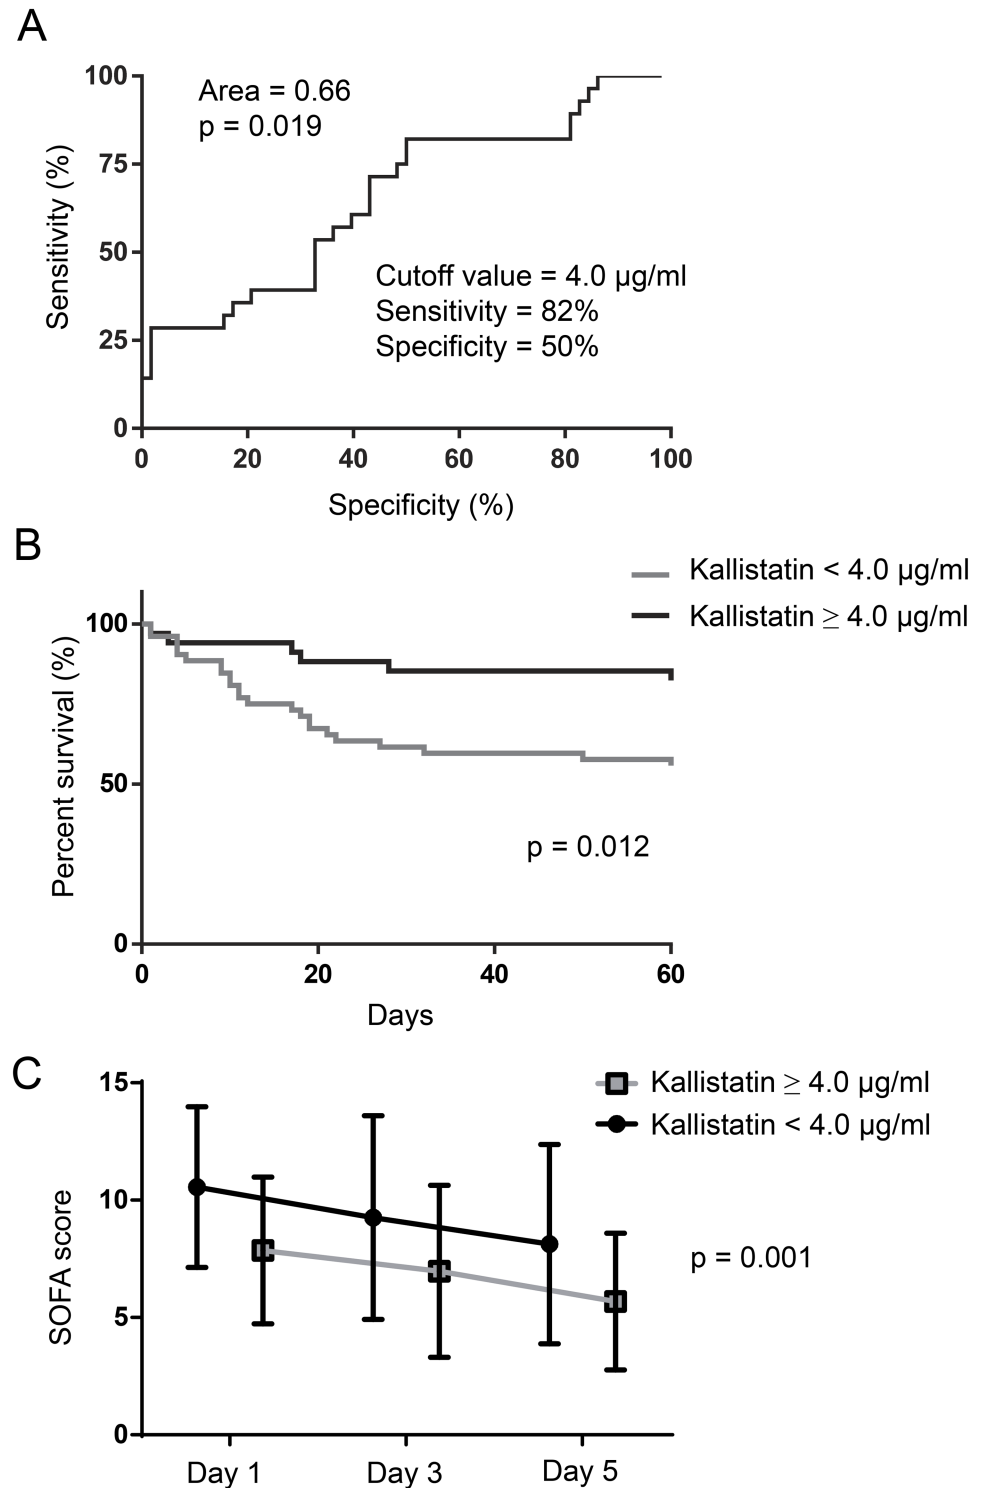 A
Area = 0.66
p = 0.019
Sensitivity (%)
100
75
50
25
0
Cutoff value = 4.0 µg/ml
Sensitivity = 82%
Specificity = 50%
0 20 40 60 80 100
Specificity (%)
B
Kallistatin < 4.0 µg/ml
Kallistatin ≥ 4.0 µg/ml
Percent survival (%)
100
50
0
p = 0.012
0 20 40 60
Days
C
Kallistatin ≥ 4.0 µg/ml
Kallistatin < 4.0 µg/ml
SOFA score
15
10
5
0
p = 0.001
Day 1 Day 3 Day 5